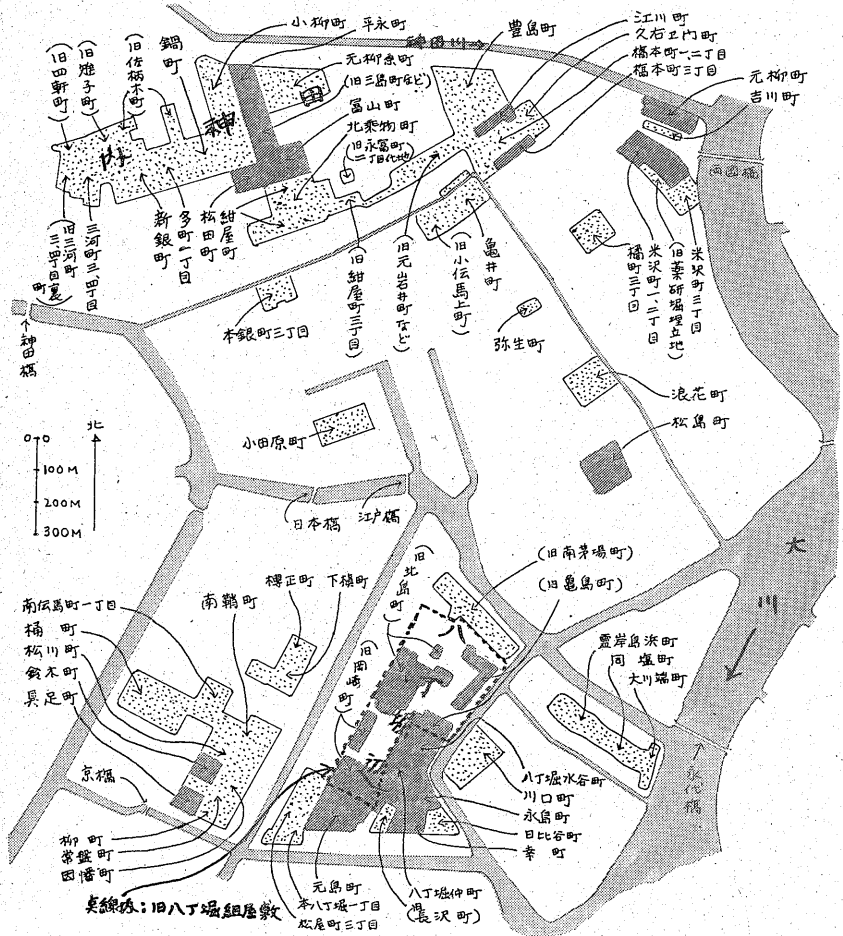 小柳町
平永町
神田川→
豊島町
江川町
久右ヱ門町
橋本町一、二丁目
橋本町三丁目
元柳町
吉川町
両国橋
鍋町
(旧佐柄木町)
(旧雉子町)
(旧四軒町)
元柳原町
(旧三島町など)
富山町
北乗物町
(旧永富町二丁目代地)
神
内
(旧三河町三、四丁目裏町)
三河町三、四丁目
新銀町
多町一丁目
松田町
紺屋町
(旧紺屋町三丁目)
(旧元岩井町など)
(旧小伝馬上町)
亀井町
橘町三丁目
米沢町一、二丁目
(旧薬研堀埋立地)
米沢町三丁目
↑神田橋
本銀町三丁目
弥生町
浪花町
松島町
小田原町
北
0
100M
200M
300M
日本橋
江戸橋
大川
(旧南茅場町)
(旧亀島町)
(旧北島町)
(旧岡崎町)
南伝馬町一丁目
桶町
松川町
鈴木町
具足町
南鞘町
榑正町
下槙町
京橋
柳町
常盤町
因幡町
霊岸島浜町
同塩町
大川端町
永代橋
八丁堀水谷町
川口町
永島町
日比谷町
幸町
八丁堀仲町
(旧長沢町)
元島町
本八丁堀一丁目
松屋町三丁目
点線内:旧八丁堀組屋敷